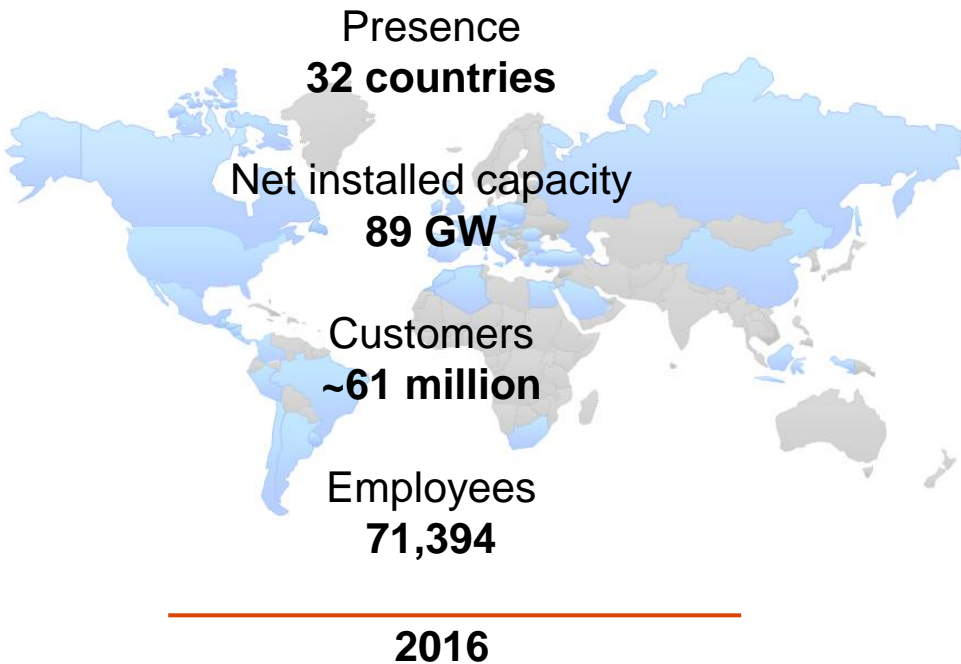 Presence
32 countries
Net installed capacity
89 GW
Customers
~61 million
Employees
71,394
2016